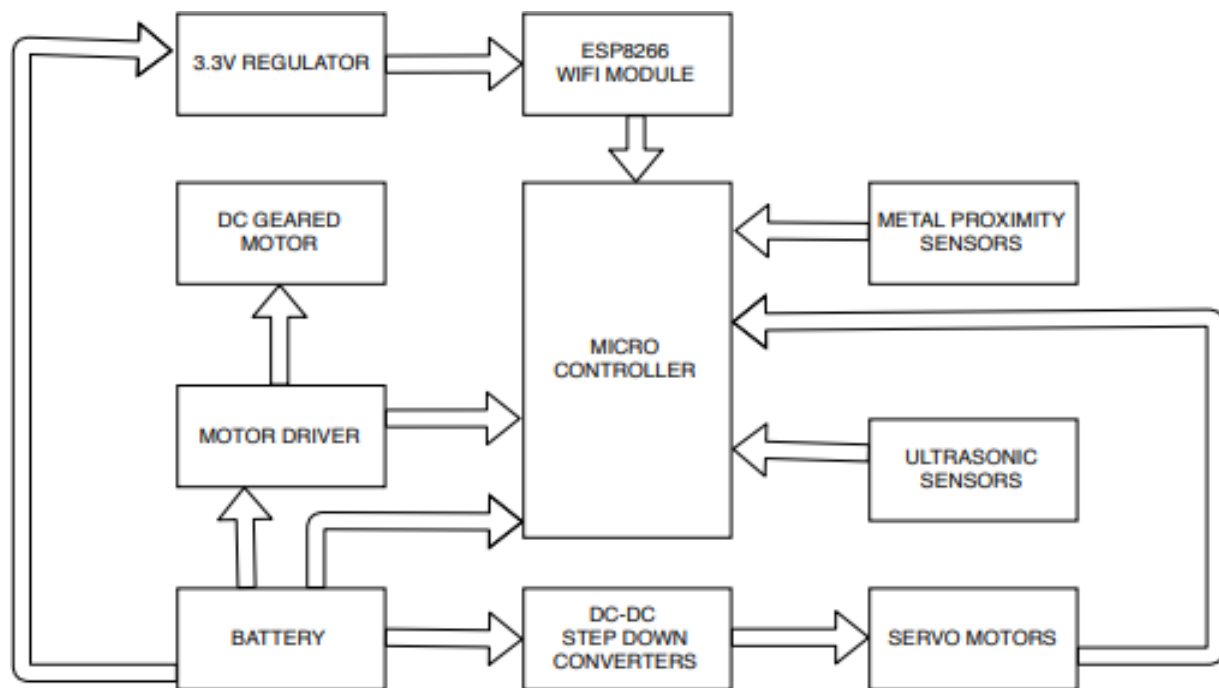 3.3V REGULATOR
ESP8266
WIFI MODULE
DC GEARED
MOTOR
METAL PROXIMITY
SENSORS
MICRO
CONTROLLER
MOTOR DRIVER
ULTRASONIC
SENSORS
BATTERY
DC-DC
STEP DOWN
CONVERTERS
SERVO MOTORS